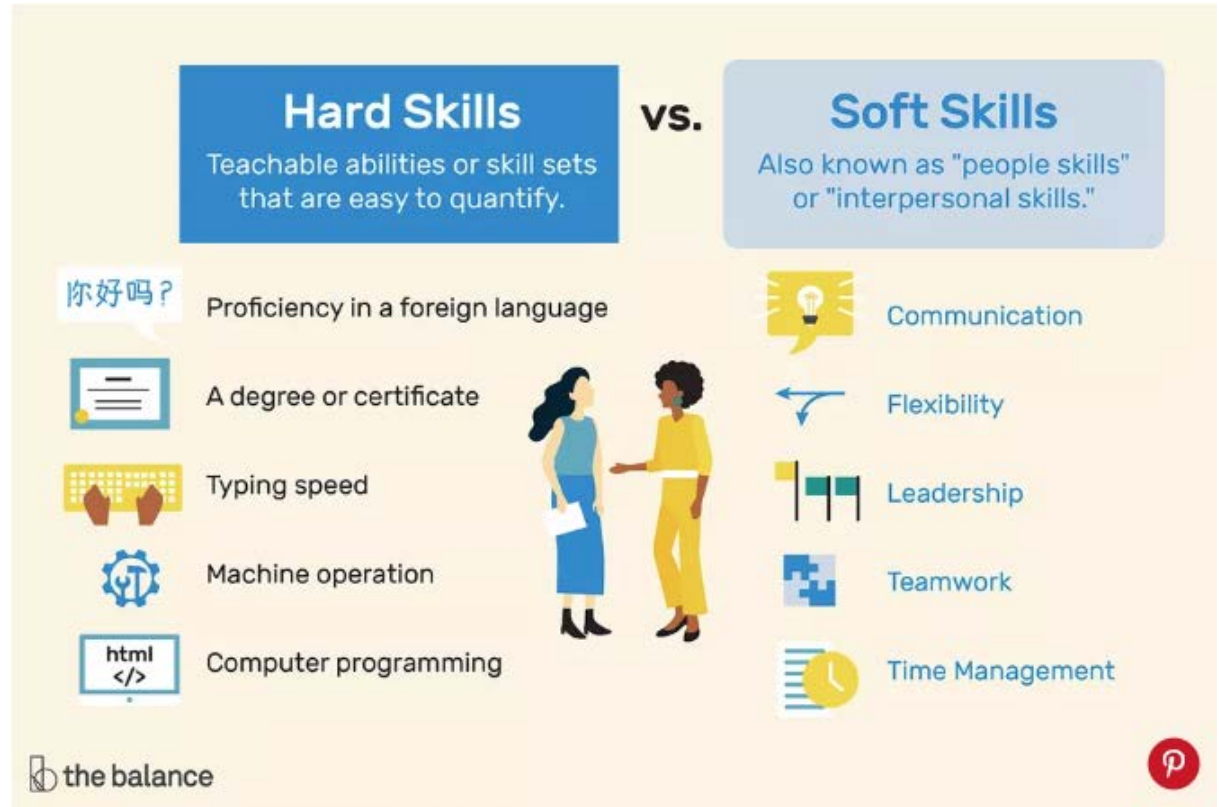 Hard Skills
Teachable abilities or skill sets
that are easy to quantify.
vs.
Soft Skills
Also known as "people skills"
or "interpersonal skills."
你好吗?
Proficiency in a foreign language
A degree or certificate
Typing speed
Machine operation
html
</>
Computer programming
Communication
Flexibility
Leadership
Teamwork
Time Management
the balance